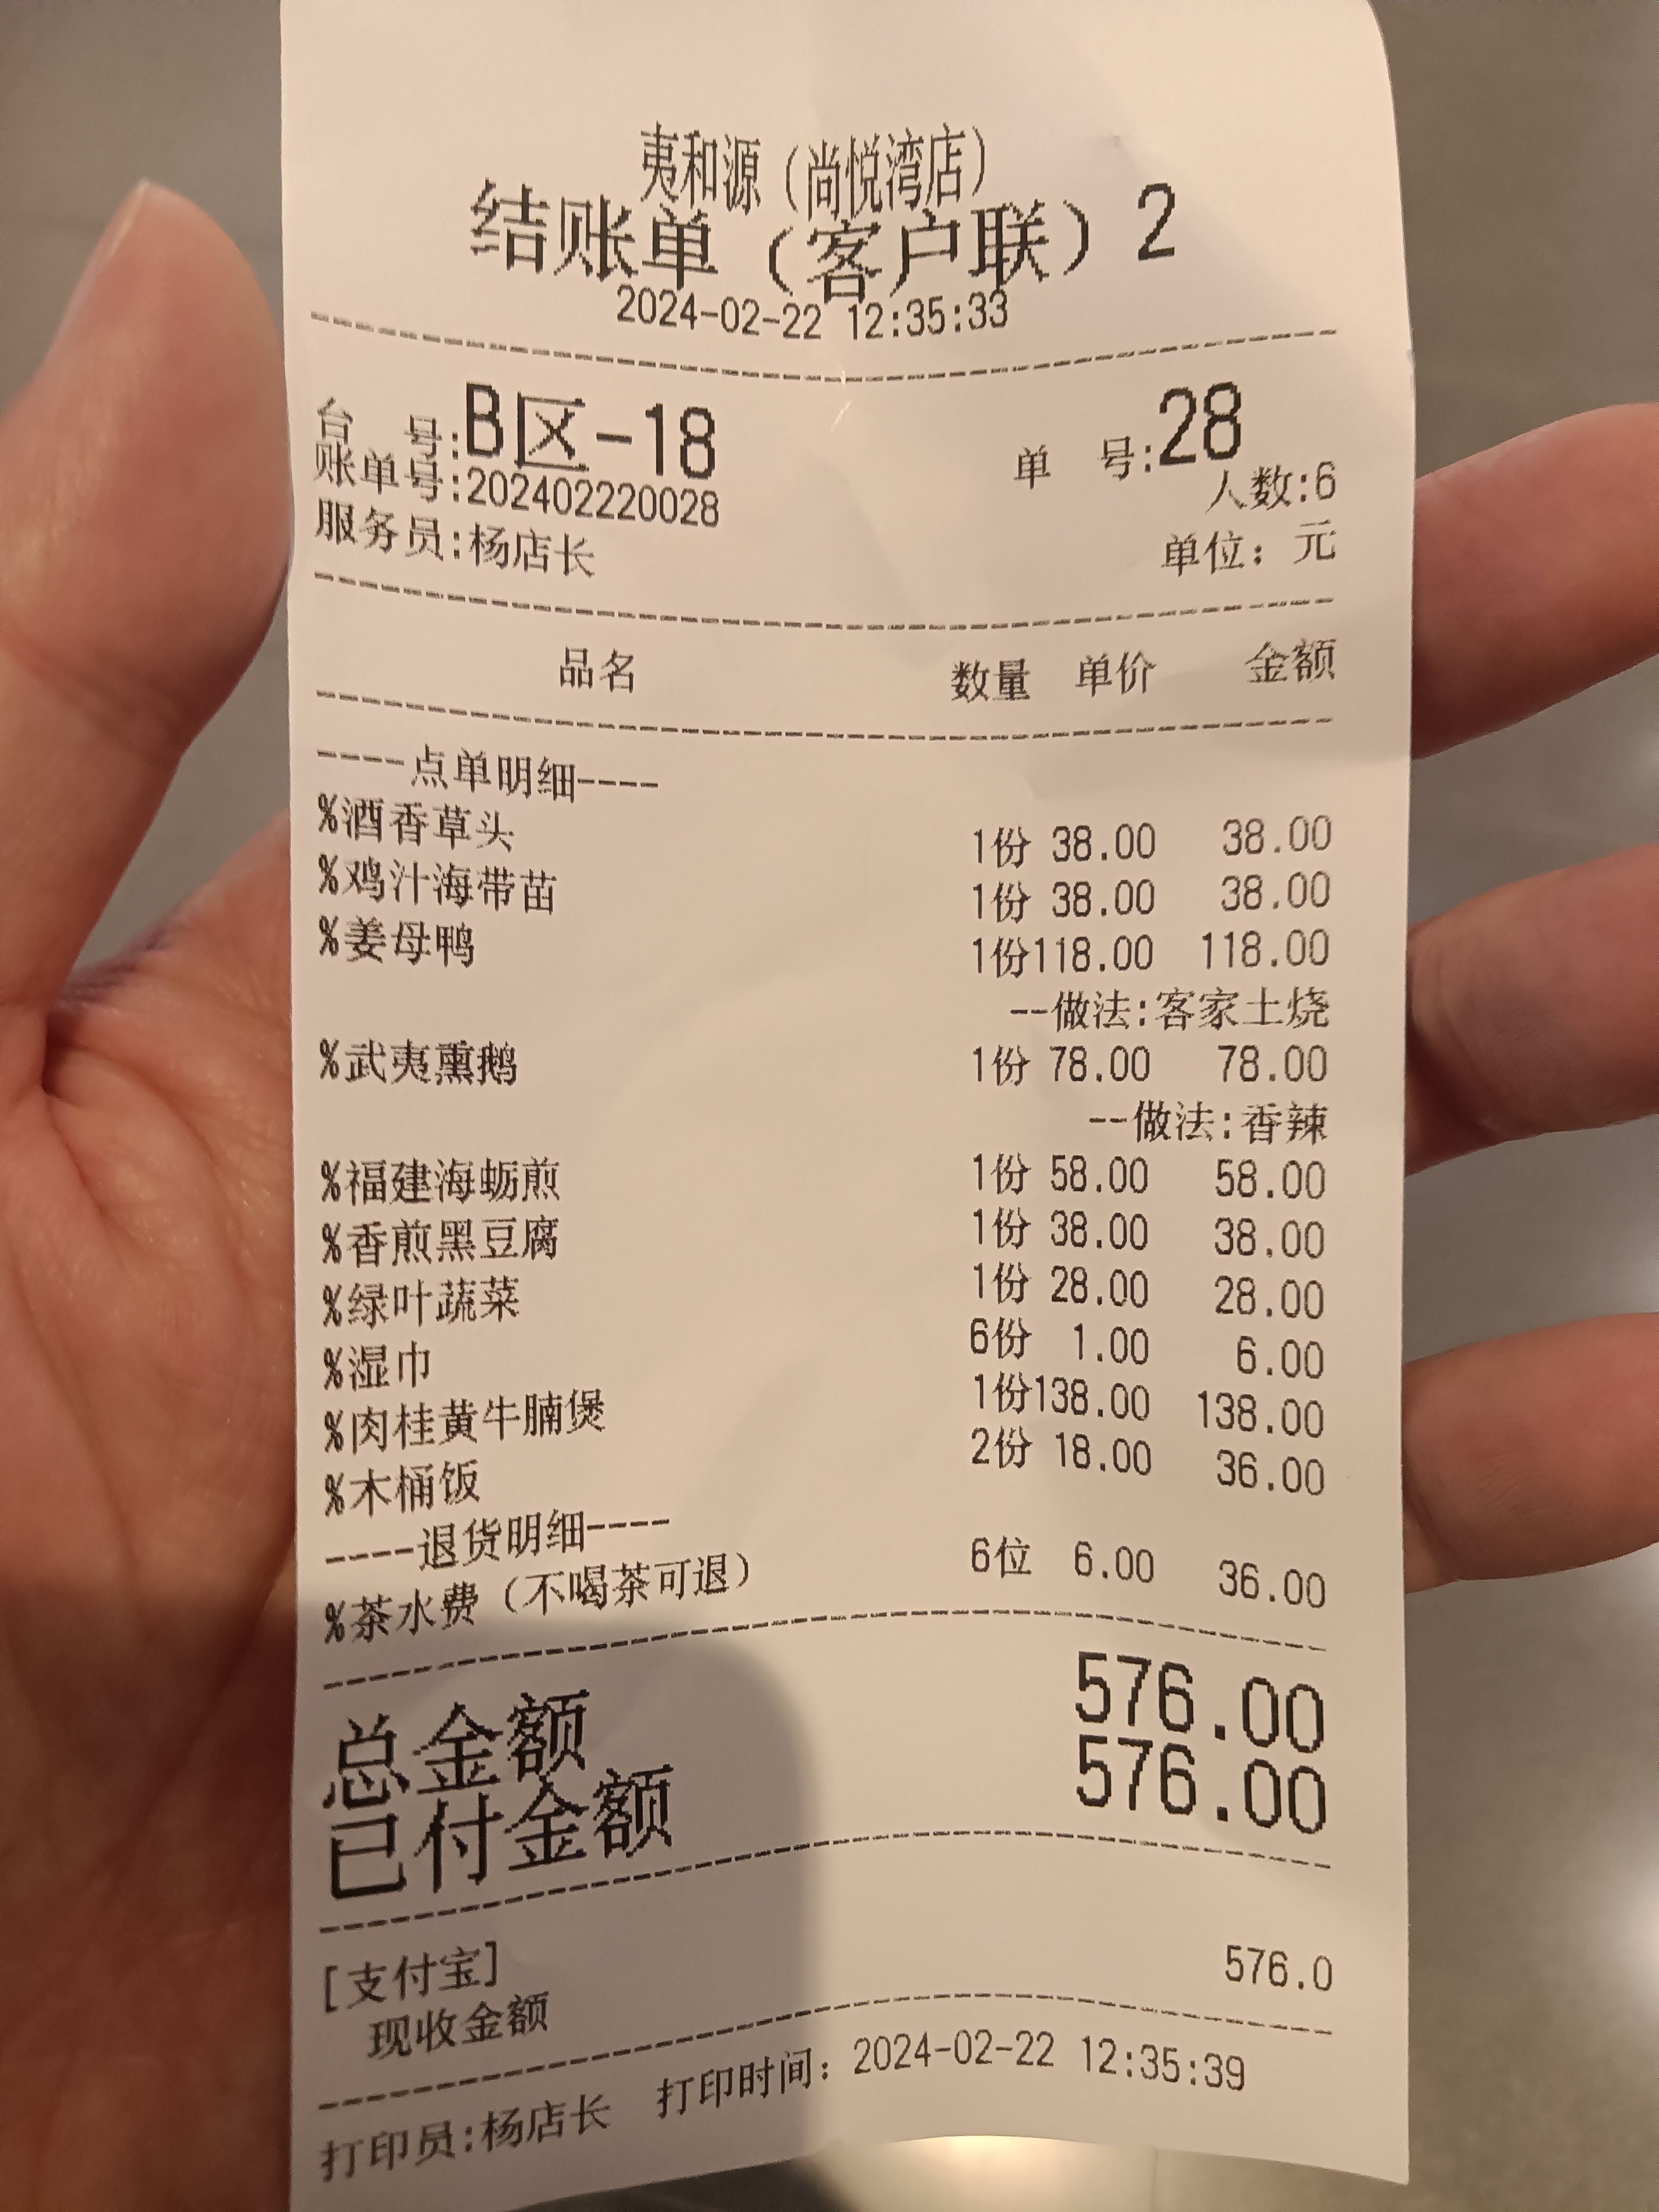 夷和源（尚悦湾店）
结账单（客户联）2
2024-02-22 12:35:33
台 号:B区-18 单 号:28
账单号:202402220028 人数:6
服务员:杨店长 单位：元
品名 数量 单价 金额
----点单明细----
%酒香草头 1份 38.00 38.00
%鸡汁海带苗 1份 38.00 38.00
%姜母鸭 1份118.00 118.00
--做法:客家土烧
%武夷熏鹅 1份 78.00 78.00
--做法:香辣
%福建海蛎煎 1份 58.00 58.00
%香煎黑豆腐 1份 38.00 38.00
%绿叶蔬菜 1份 28.00 28.00
%湿巾 6份 1.00 6.00
%肉桂黄牛腩煲 1份138.00 138.00
%木桶饭 2份 18.00 36.00
----退货明细----
%茶水费（不喝茶可退） 6位 6.00 36.00
总金额 576.00
已付金额 576.00
[支付宝] 576.0
现收金额
打印员:杨店长 打印时间：2024-02-22 12:35:39